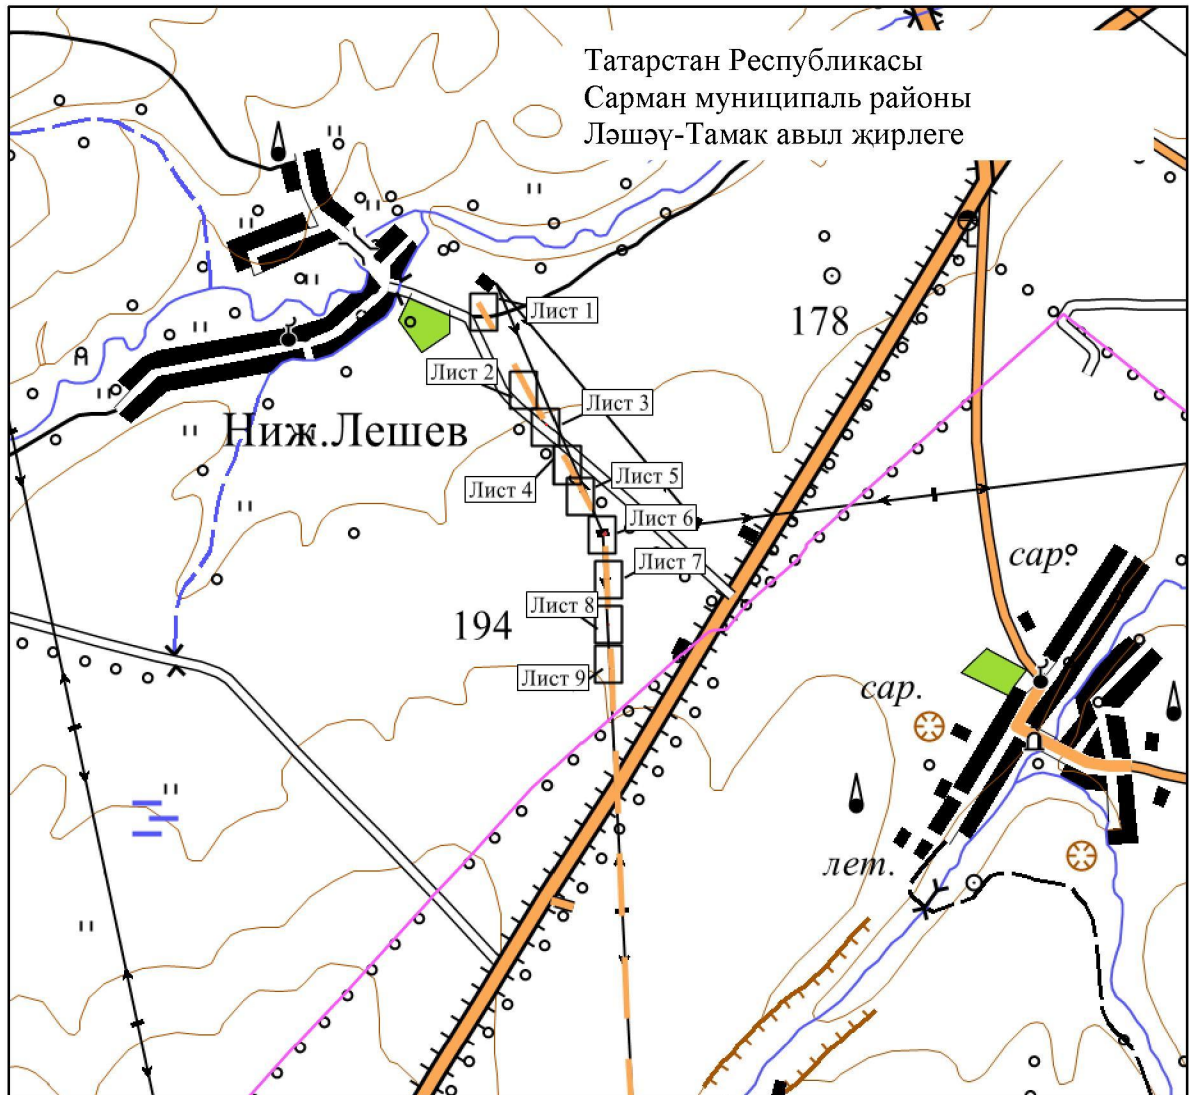 Татарстан Республикасы
Сарман муниципаль районы
Ләшәү-Тамак авыл җирлеге
Лист 1
178
Лист 2
Лист 3
Ниж.Лешев
Лист 5
Лист 4
Лист 6
сар.
Лист 7
Лист 8
194
Лист 9
сар.
лет.